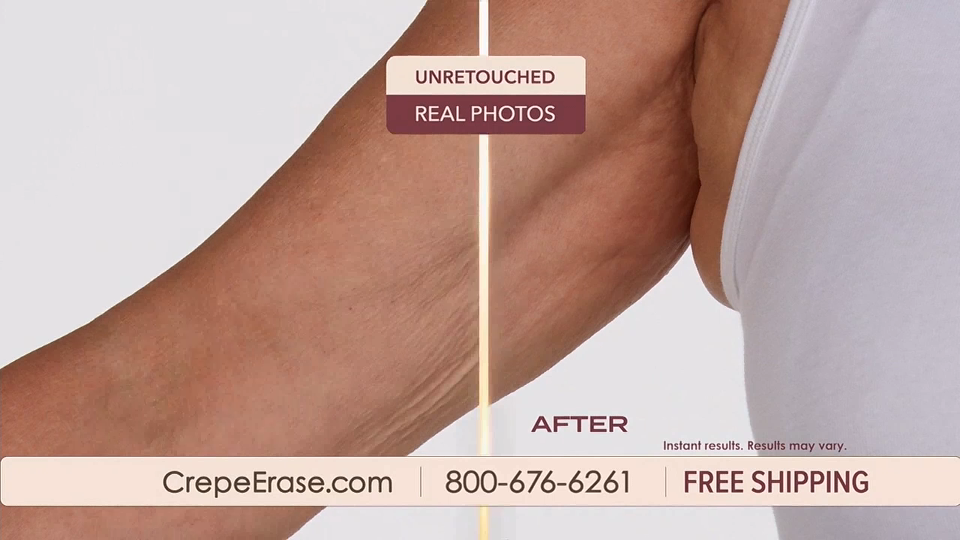 UNRETOUCHED
REAL PHOTOS
AFTER
Instant results. Results may vary.
CrepeErase.com
800-676-6261
FREE SHIPPING